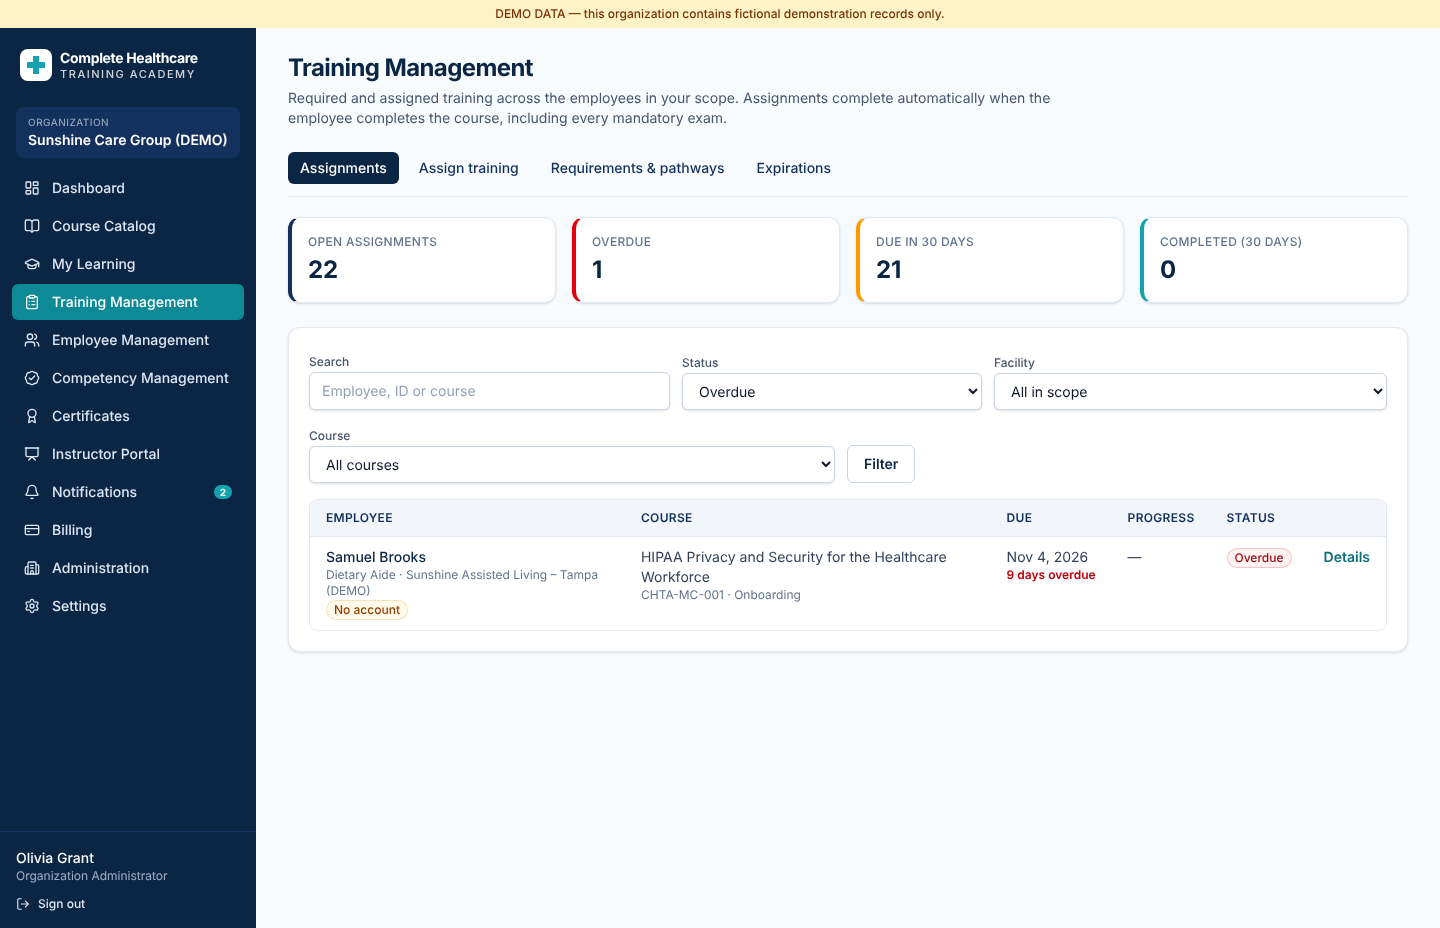 DEMO DATA — this organization contains fictional demonstration records only.
Complete Healthcare
TRAINING ACADEMY
ORGANIZATION
Sunshine Care Group (DEMO)
Dashboard
Course Catalog
My Learning
Training Management
Employee Management
Competency Management
Certificates
Instructor Portal
Notifications 2
Billing
Administration
Settings
Olivia Grant
Organization Administrator
Sign out
Training Management
Required and assigned training across the employees in your scope. Assignments complete automatically when the
employee completes the course, including every mandatory exam.
Assignments Assign training Requirements & pathways Expirations
OPEN ASSIGNMENTS
22
OVERDUE
1
DUE IN 30 DAYS
21
COMPLETED (30 DAYS)
0
Search
Employee, ID or course
Status
Overdue
Facility
All in scope
Course
All courses
Filter
EMPLOYEE COURSE DUE PROGRESS STATUS
Samuel Brooks
Dietary Aide · Sunshine Assisted Living – Tampa
(DEMO)
No account
HIPAA Privacy and Security for the Healthcare
Workforce
CHTA-MC-001 · Onboarding
Nov 4, 2026
9 days overdue
—
Overdue
Details